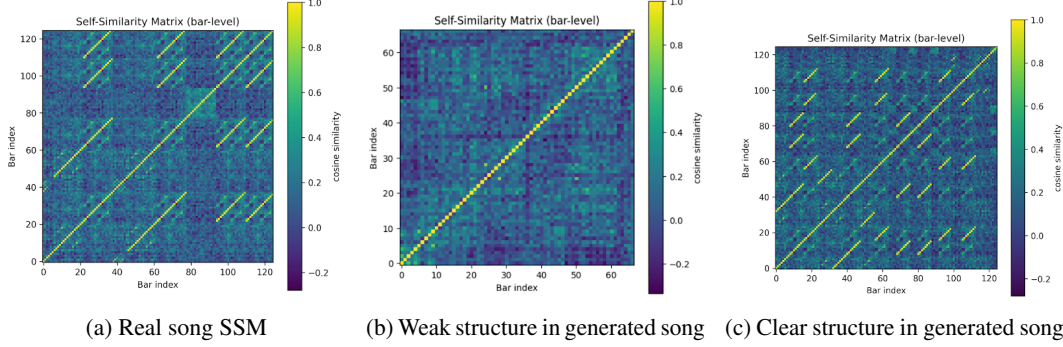 Self-Similarity Matrix (bar-level)
120
100
80
60
40
20
0
0 20 40 60 80 100 120
Bar index
Bar index
1.0
0.8
0.6
0.4
0.2
0.0
−0.2
cosine similarity
(a) Real song SSM
Self-Similarity Matrix (bar-level)
60
50
40
30
20
10
0
0 10 20 30 40 50 60
Bar index
Bar index
1.0
0.8
0.6
0.4
0.2
0.0
−0.2
cosine similarity
(b) Weak structure in generated song
Self-Similarity Matrix (bar-level)
120
100
80
60
40
20
0
0 20 40 60 80 100 120
Bar index
Bar index
1.0
0.8
0.6
0.4
0.2
0.0
−0.2
cosine similarity
(c) Clear structure in generated song